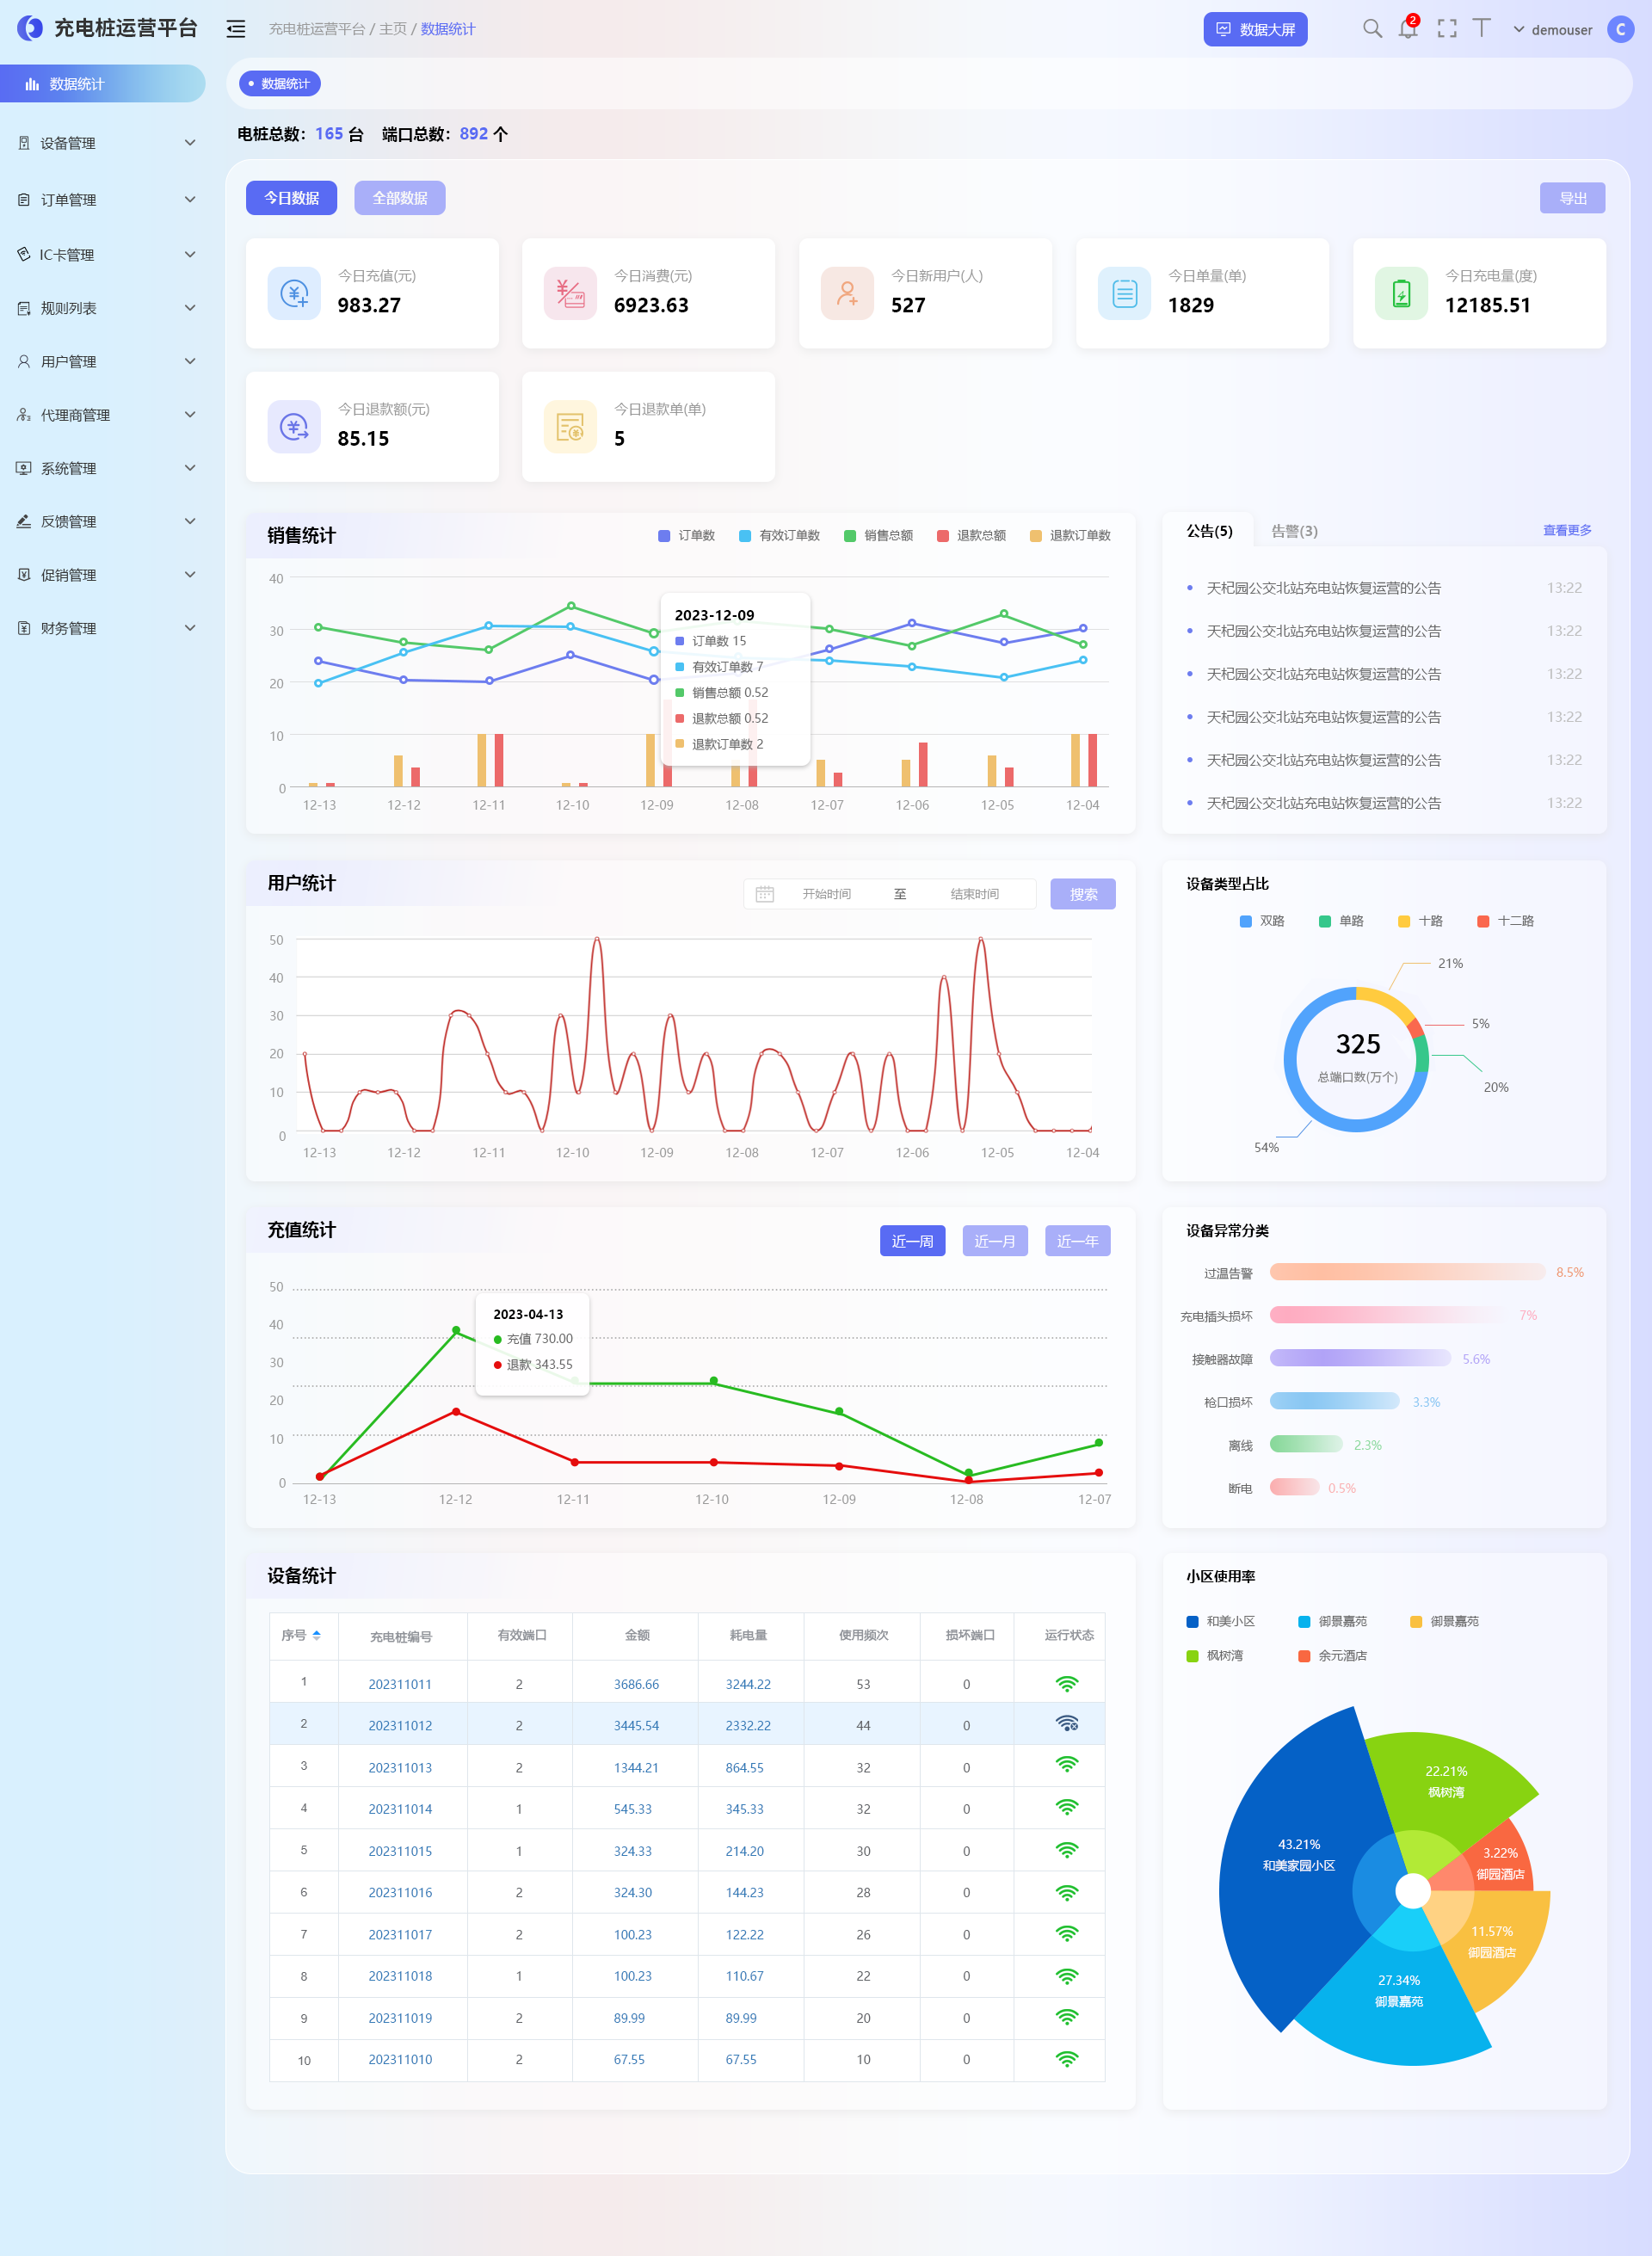 充电桩运营平台
充电桩运营平台 / 主页 / 数据统计
数据大屏
2
demouser
C
数据统计
设备管理
订单管理
IC卡管理
规则列表
用户管理
代理商管理
系统管理
反馈管理
促销管理
财务管理
数据统计
电桩总数：165 台 端口总数：892 个
今日数据 全部数据
导出
今日充值(元)
983.27
今日消费(元)
6923.63
今日新用户(人)
527
今日单量(单)
1829
今日充电量(度)
12185.51
今日退款额(元)
85.15
今日退款单(单)
5
销售统计
订单数 有效订单数 销售总额 退款总额 退款订单数
40
30
20
10
0
2023-12-09
订单数 15
有效订单数 7
销售总额 0.52
退款总额 0.52
退款订单数 2
12-13 12-12 12-11 12-10 12-09 12-08 12-07 12-06 12-05 12-04
公告(5) 告警(3) 查看更多
天杞园公交北站充电站恢复运营的公告 13:22
天杞园公交北站充电站恢复运营的公告 13:22
天杞园公交北站充电站恢复运营的公告 13:22
天杞园公交北站充电站恢复运营的公告 13:22
天杞园公交北站充电站恢复运营的公告 13:22
天杞园公交北站充电站恢复运营的公告 13:22
用户统计
开始时间 至 结束时间 搜索
50
40
30
20
10
0
12-13 12-12 12-11 12-10 12-09 12-08 12-07 12-06 12-05 12-04
设备类型占比
双路 单路 十路 十二路
21%
5%
20%
54%
325
总端口数(万个)
充值统计
近一周 近一月 近一年
50
40
30
20
10
0
2023-04-13
充值 730.00
退款 343.55
12-13 12-12 12-11 12-10 12-09 12-08 12-07
设备异常分类
过温告警 8.5%
充电插头损坏 7%
接触器故障 5.6%
枪口损坏 3.3%
离线 2.3%
断电 0.5%
设备统计
序号 充电桩编号 有效端口 金额 耗电量 使用频次 损坏端口 运行状态
1 202311011 2 3686.66 3244.22 53 0
2 202311012 2 3445.54 2332.22 44 0
3 202311013 2 1344.21 864.55 32 0
4 202311014 1 545.33 345.33 32 0
5 202311015 1 324.33 214.20 30 0
6 202311016 2 324.30 144.23 28 0
7 202311017 2 100.23 122.22 26 0
8 202311018 1 100.23 110.67 22 0
9 202311019 2 89.99 89.99 20 0
10 202311010 2 67.55 67.55 10 0
小区使用率
和美小区 御景嘉苑 御景嘉苑
枫树湾 余元酒店
22.21%
枫树湾
3.22%
御园酒店
43.21%
和美家园小区
11.57%
御园酒店
27.34%
御景嘉苑